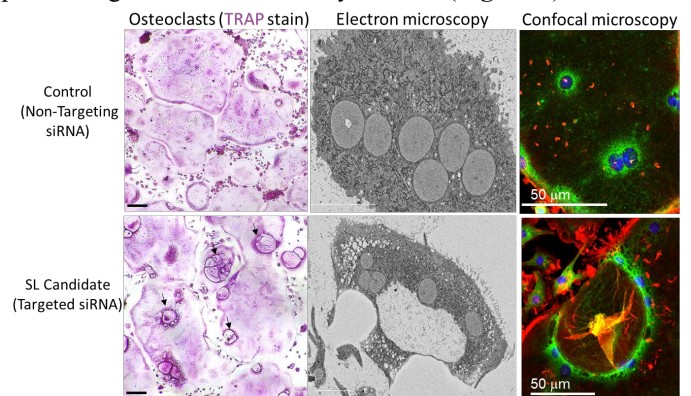 Osteoclasts (TRAP stain) Electron microscopy Confocal microscopy
Control
(Non-Targeting
siRNA)
50 μm
SL Candidate
(Targeted siRNA)
50 μm